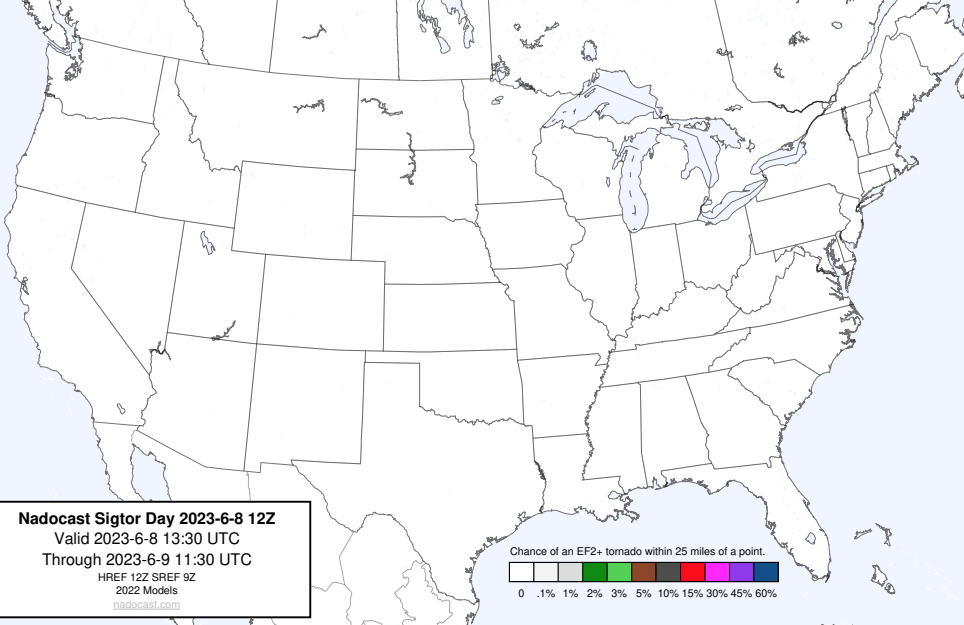 Nadocast Sigtor Day 2023-6-8 12Z
Valid 2023-6-8 13:30 UTC
Through 2023-6-9 11:30 UTC
HREF 12Z SREF 9Z
2022 Models
nadocast.com
Chance of an EF2+ tornado within 25 miles of a point.
0 .1% 1% 2% 3% 5% 10% 15% 30% 45% 60%